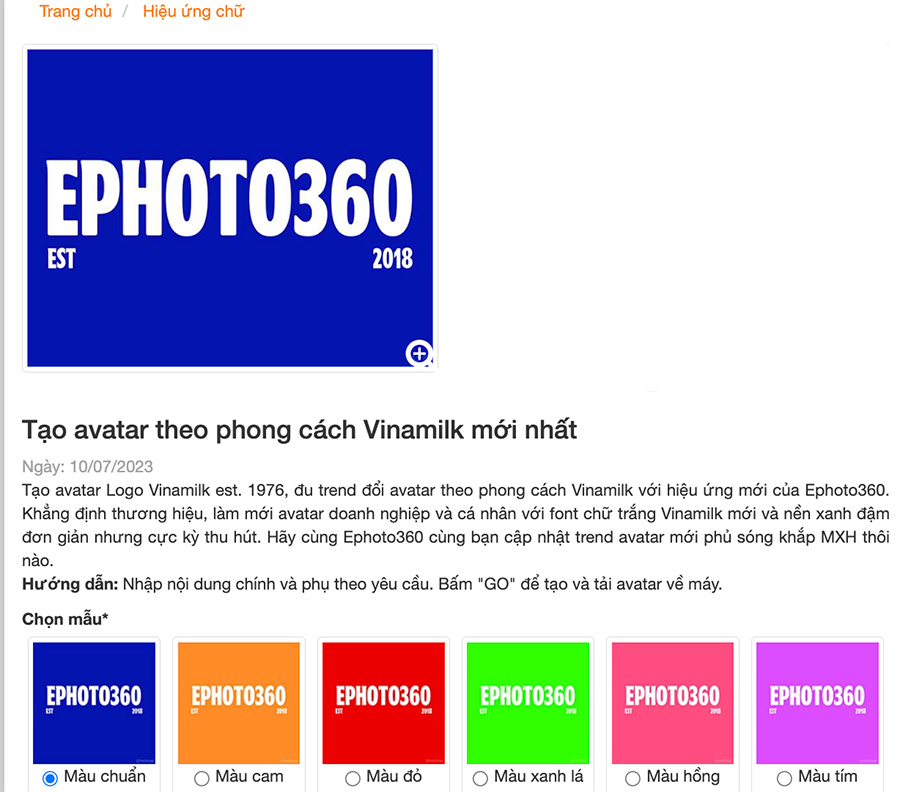 Trang chủ / Hiệu ứng chữ
EPHOTO360
EST 2018
Tạo avatar theo phong cách Vinamilk mới nhất
Ngày: 10/07/2023
Tạo avatar Logo Vinamilk est. 1976, đu trend đổi avatar theo phong cách Vinamilk với hiệu ứng mới của Ephoto360.
Khẳng định thương hiệu, làm mới avatar doanh nghiệp và cá nhân với font chữ trắng Vinamilk mới và nền xanh đậm
đơn giản nhưng cực kỳ thu hút. Hãy cùng Ephoto360 cùng bạn cập nhật trend avatar mới phủ sóng khắp MXH thôi
nào.
Hướng dẫn: Nhập nội dung chính và phụ theo yêu cầu. Bấm "GO" để tạo và tải avatar về máy.
Chọn mẫu*
EPHOTO360 EPHOTO360 EPHOTO360 EPHOTO360 EPHOTO360 EPHOTO360
EST 2018 EST 2018 EST 2018 EST 2018 EST 2018 EST 2018
Màu chuẩn Màu cam Màu đỏ Màu xanh lá Màu hồng Màu tím